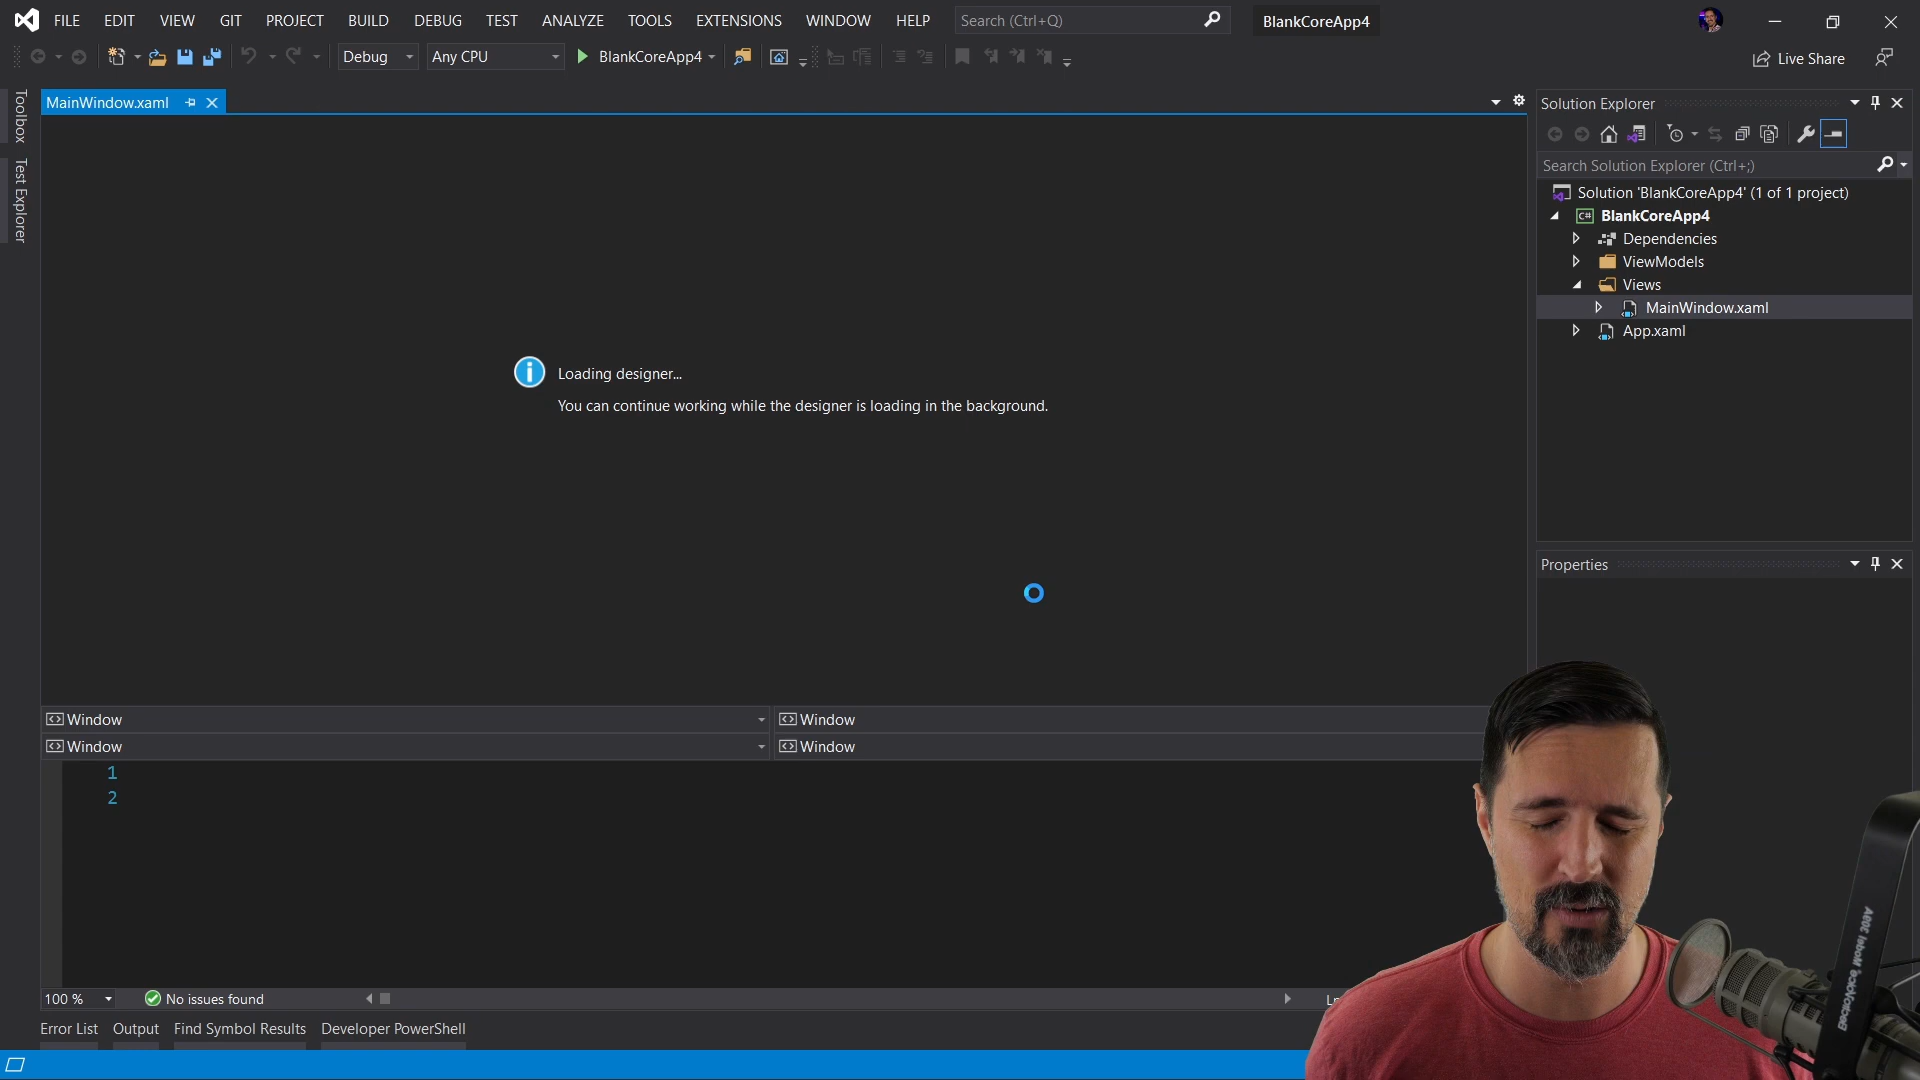 FILE EDIT VIEW GIT PROJECT BUILD DEBUG TEST ANALYZE TOOLS EXTENSIONS WINDOW HELP Search (Ctrl+Q) BlankCoreApp4
Debug Any CPU BlankCoreApp4 Live Share
Toolbox
Test Explorer
MainWindow.xaml
Loading designer...
You can continue working while the designer is loading in the background.
Window Window
Window Window
1
2
100 % No issues found
Error List Output Find Symbol Results Developer PowerShell
Solution Explorer
Search Solution Explorer (Ctrl+;)
Solution 'BlankCoreApp4' (1 of 1 project)
C# BlankCoreApp4
Dependencies
ViewModels
Views
MainWindow.xaml
App.xaml
Properties
ElectroVoice Model 309A